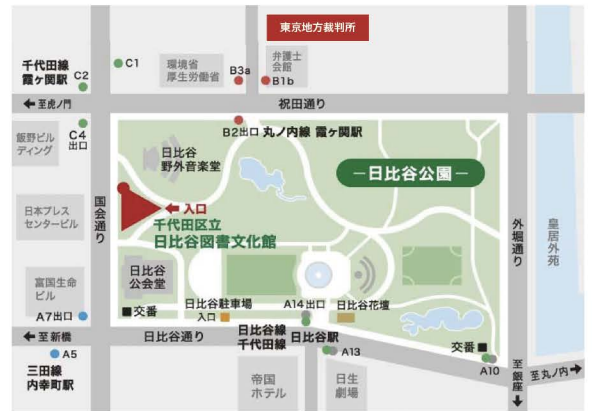 東京地方裁判所
千代田線
霞ヶ関駅
C2
C1
環境省
厚生労働省
B3a
弁護士
会館
B1b
至虎ノ門
祝田通り
飯野ビル
ディング
C4
出口
B2出口 丸ノ内線 霞ヶ関駅
日比谷
野外音楽堂
日比谷公園
国会通り
日本プレス
センタービル
入口
千代田区立
日比谷図書文化館
外堀通り
皇居外苑
富国生命
ビル
日比谷
公会堂
A7出口
交番
日比谷駐車場
入口
A14出口
日比谷花壇
至新橋
日比谷通り
日比谷線
千代田線
日比谷駅
交番
A5
A13
A10
三田線
内幸町駅
帝国
ホテル
日生
劇場
至銀座
至丸ノ内